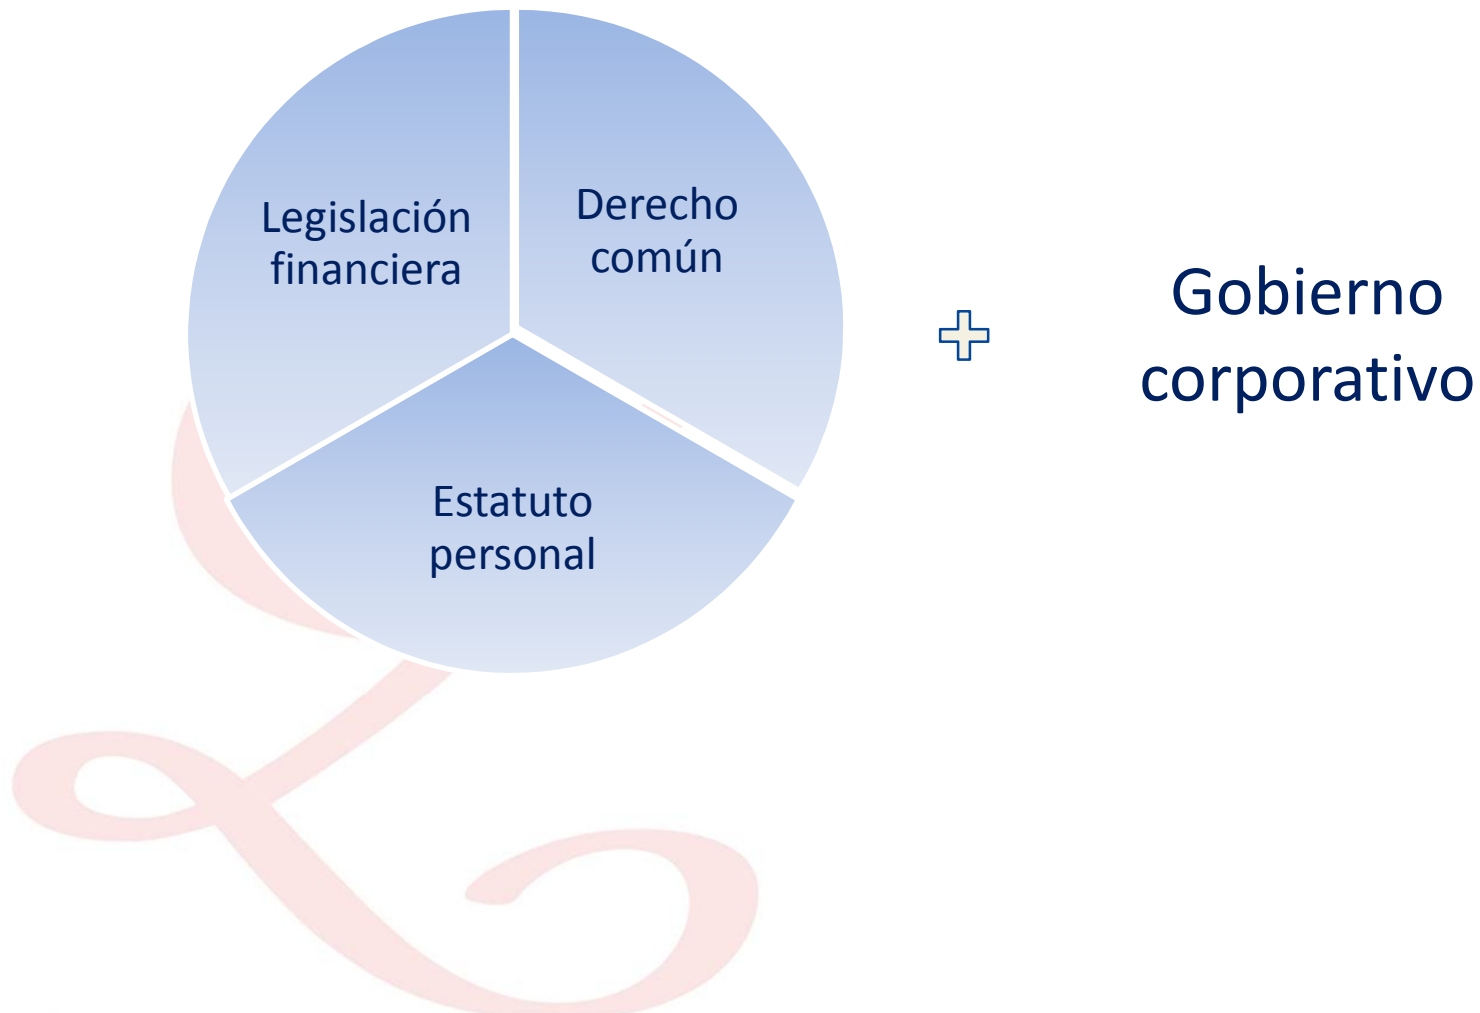 Legislación
financiera
Derecho
común
Estatuto
personal
Gobierno
corporativo